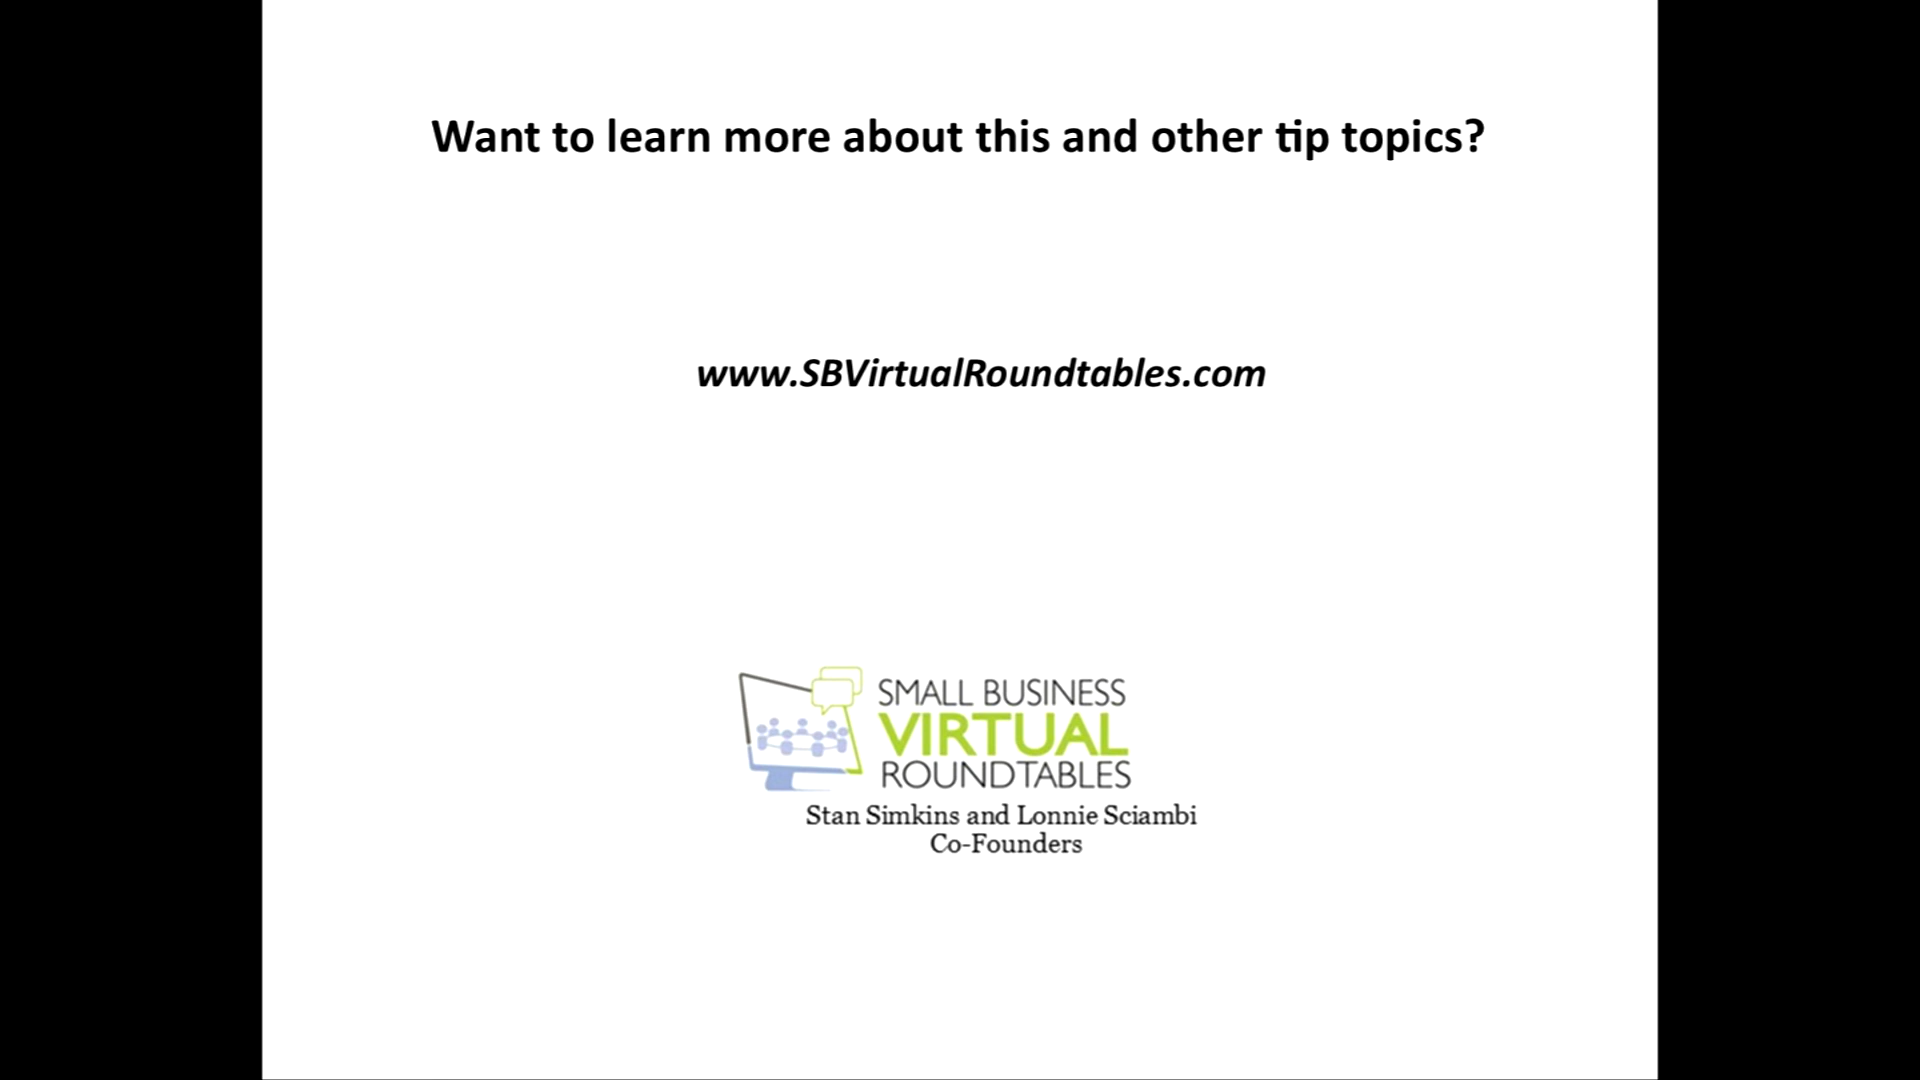 Want to learn more about this and other tip topics?
www.SBVirtualRoundtables.com
SMALL BUSINESS
VIRTUAL
ROUNDTABLES
Stan Simkins and Lonnie Sciambi
Co-Founders